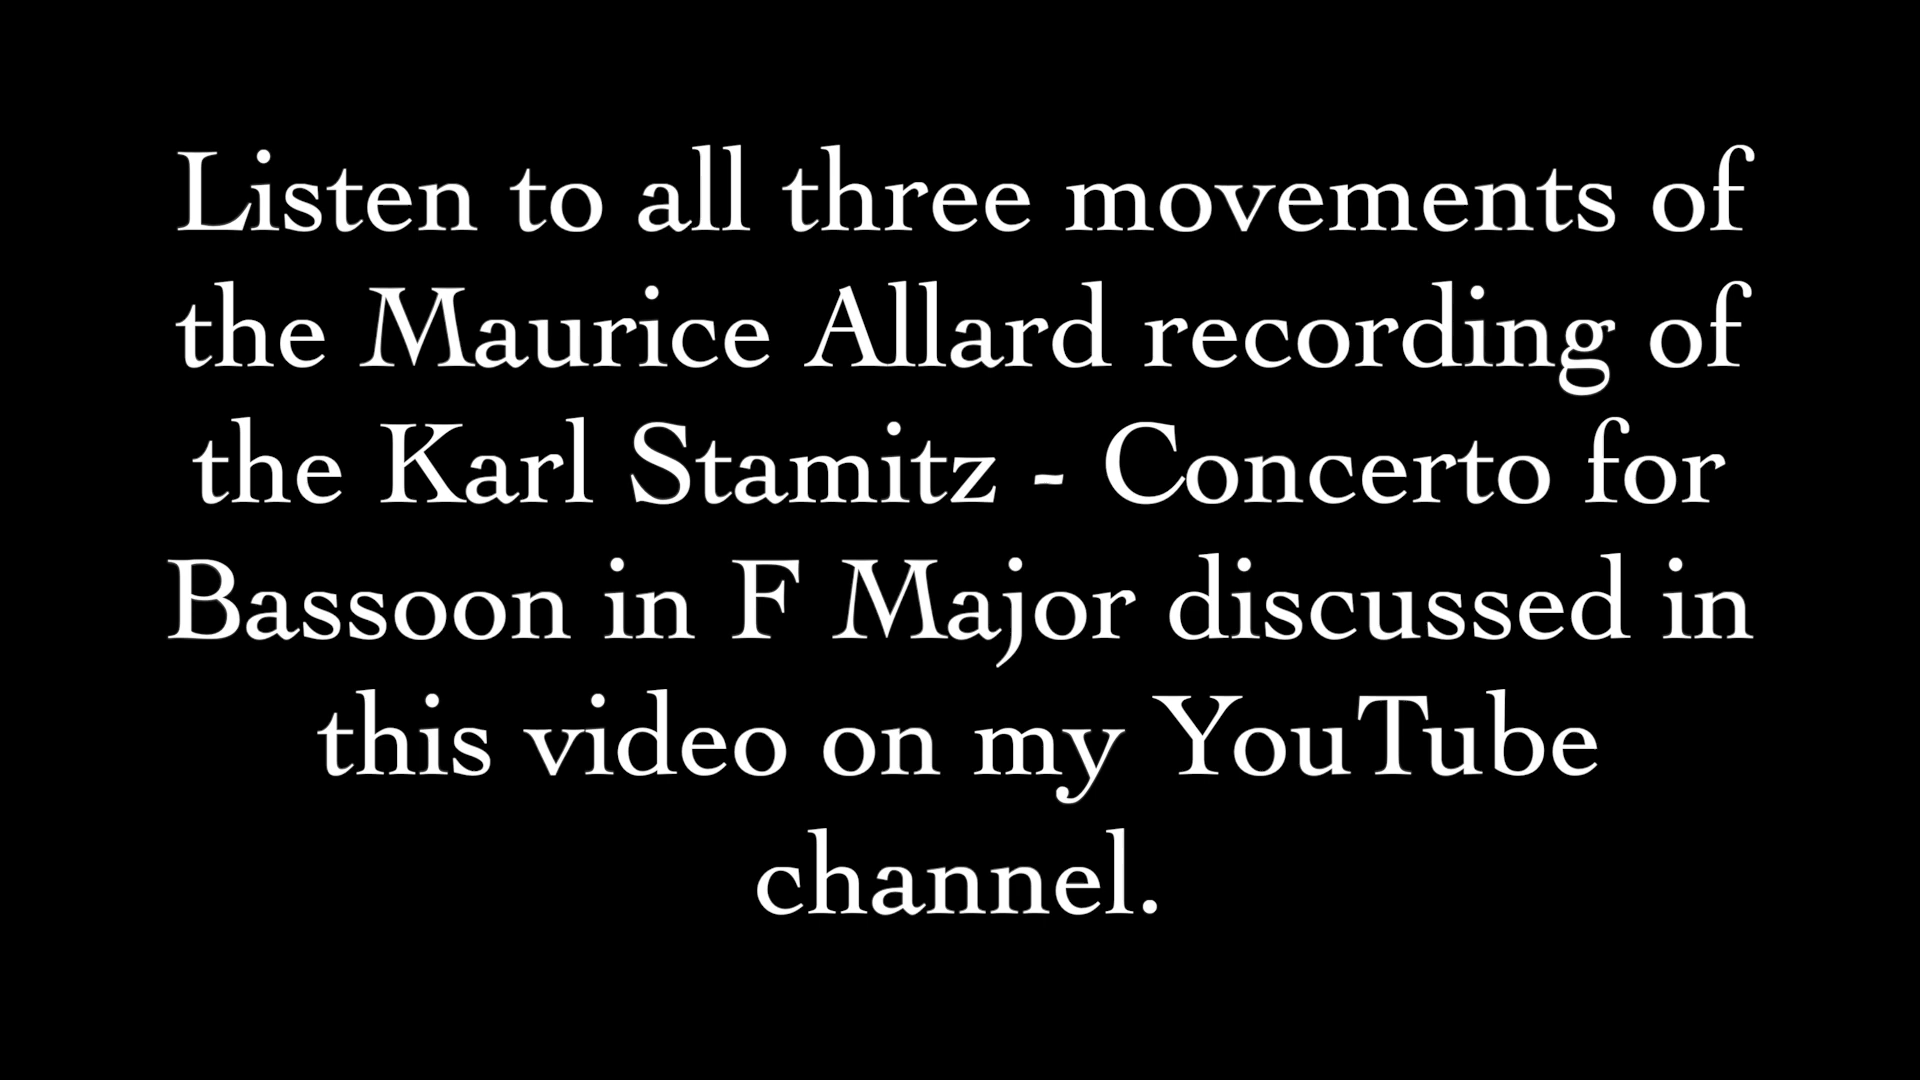 Listen to all three movements of
the Maurice Allard recording of
the Karl Stamitz - Concerto for
Bassoon in F Major discussed in
this video on my YouTube
channel.